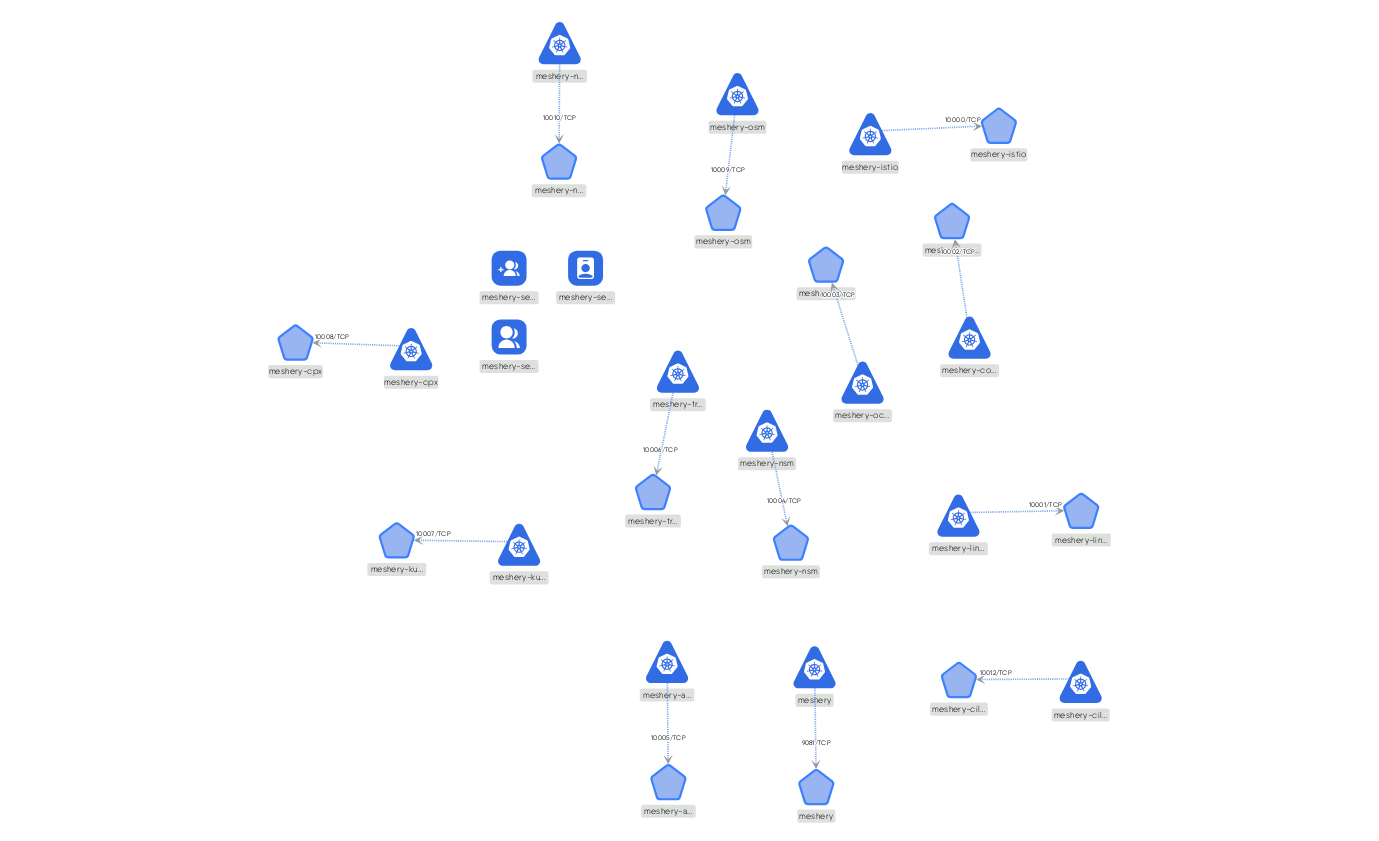 meshery-n...
10010/TCP
meshery-n...
meshery-osm
10009/TCP
meshery-osm
10000/TCP
meshery-istio
meshery-istio
10002/TCP
meshery-co...
10003/TCP
meshery-oc...
meshery-se...
meshery-se...
meshery-se...
10008/TCP
meshery-cpx
meshery-cpx
meshery-tr...
10006/TCP
meshery-tr...
meshery-nsm
10004/TCP
meshery-nsm
10001/TCP
meshery-lin...
meshery-lin...
10007/TCP
meshery-ku...
meshery-ku...
meshery-a...
10005/TCP
meshery-a...
meshery
9081/TCP
meshery
10012/TCP
meshery-cil...
meshery-cil...